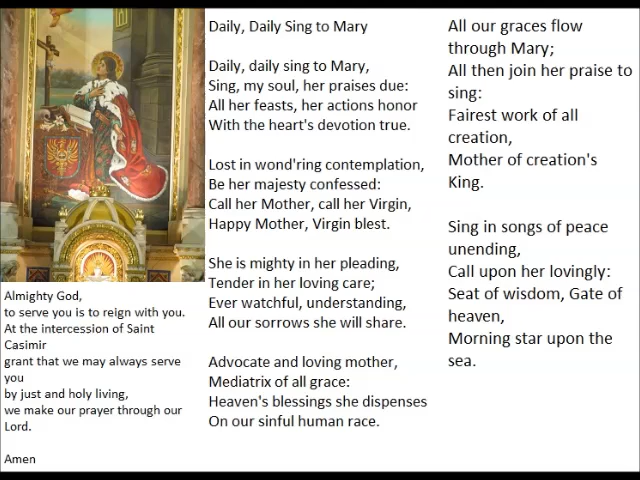 Daily, Daily Sing to Mary
Daily, daily sing to Mary,
Sing, my soul, her praises due:
All her feasts, her actions honor
With the heart's devotion true.
Lost in wond'ring contemplation,
Be her majesty confessed:
Call her Mother, call her Virgin,
Happy Mother, Virgin blest.
She is mighty in her pleading,
Tender in her loving care;
Ever watchful, understanding,
All our sorrows she will share.
Advocate and loving mother,
Mediatrix of all grace:
Heaven's blessings she dispenses
On our sinful human race.
All our graces flow
through Mary;
All then join her praise to
sing:
Fairest work of all
creation,
Mother of creation's
King.
Sing in songs of peace
unending,
Call upon her lovingly:
Seat of wisdom, Gate of
heaven,
Morning star upon the
sea.
Almighty God,
to serve you is to reign with you.
At the intercession of Saint
Casimir
grant that we may always serve
you
by just and holy living,
we make our prayer through our
Lord.
Amen